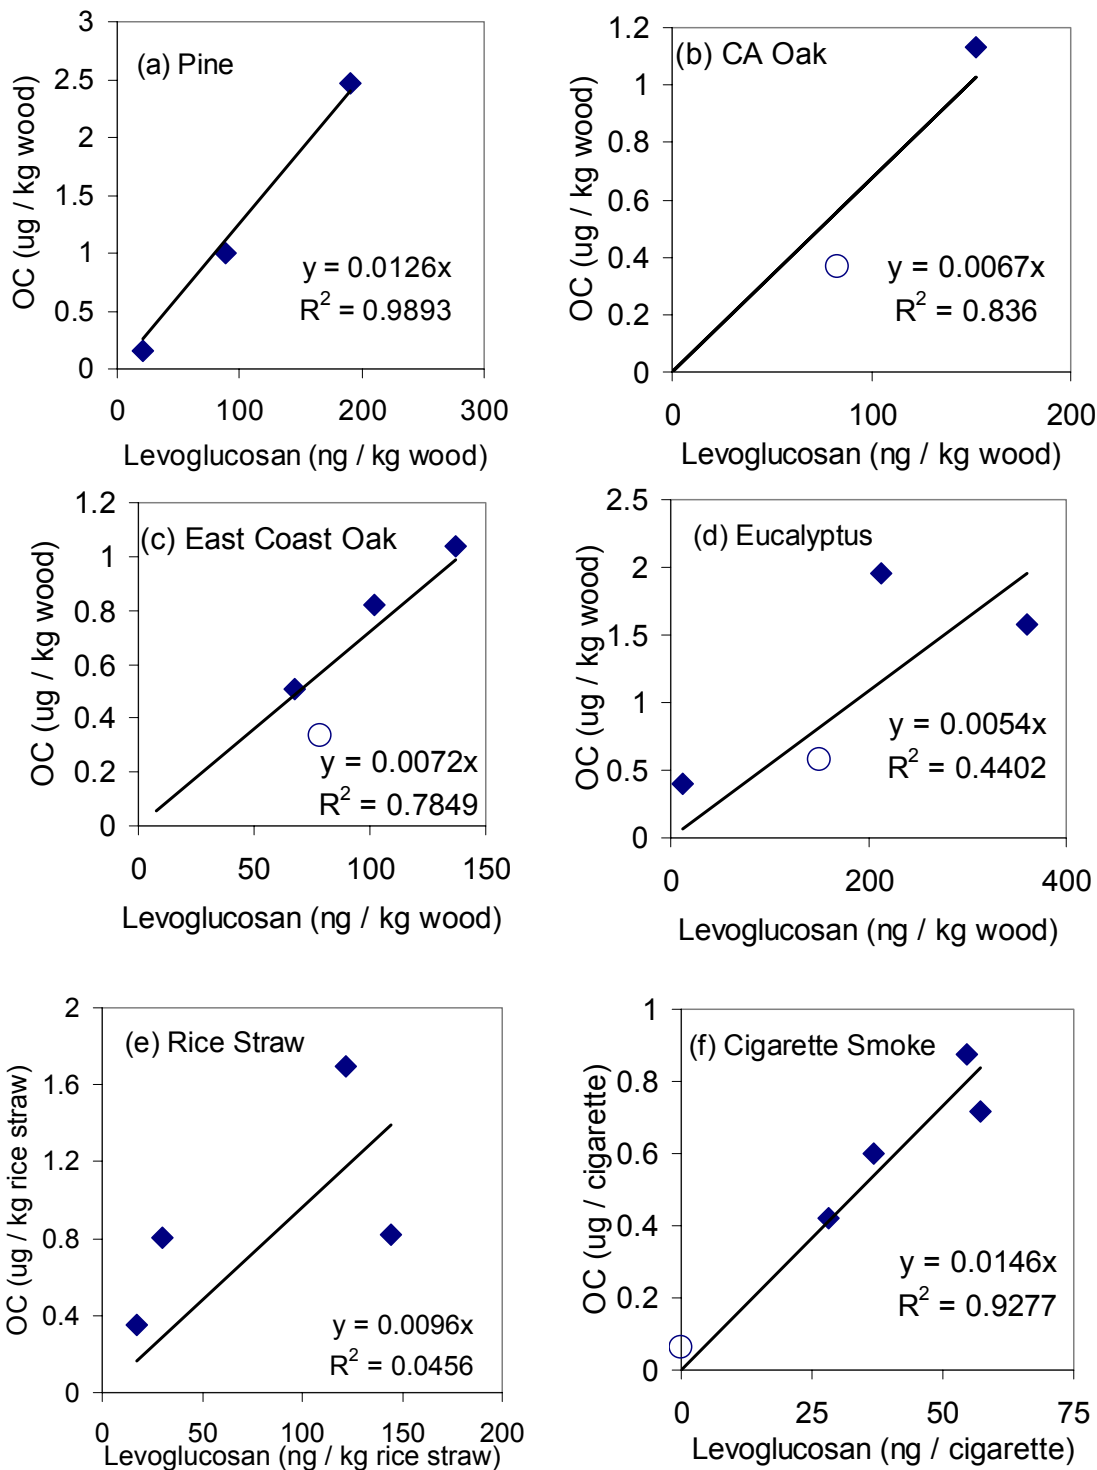 (a) Pine
OC (ug / kg wood)
3
2.5
2
1.5
1
0.5
0
y = 0.0126x
R² = 0.9893
0 100 200 300
Levoglucosan (ng / kg wood)
(b) CA Oak
OC (ug / kg wood)
1.2
1
0.8
0.6
0.4
0.2
0
y = 0.0067x
R² = 0.836
0 100 200
Levoglucosan (ng / kg wood)
(c) East Coast Oak
OC (ug / kg wood)
1.2
1
0.8
0.6
0.4
0.2
0
y = 0.0072x
R² = 0.7849
0 50 100 150
Levoglucosan (ng / kg wood)
(d) Eucalyptus
OC (ug / kg wood)
2.5
2
1.5
1
0.5
0
y = 0.0054x
R² = 0.4402
0 200 400
Levoglucosan (ng / kg wood)
(e) Rice Straw
OC (ug / kg rice straw)
2
1.6
1.2
0.8
0.4
0
y = 0.0096x
R² = 0.0456
0 50 100 150 200
Levoglucosan (ng / kg rice straw)
(f) Cigarette Smoke
OC (ug / cigarette)
1
0.8
0.6
0.4
0.2
0
y = 0.0146x
R² = 0.9277
0 25 50 75
Levoglucosan (ng / cigarette)